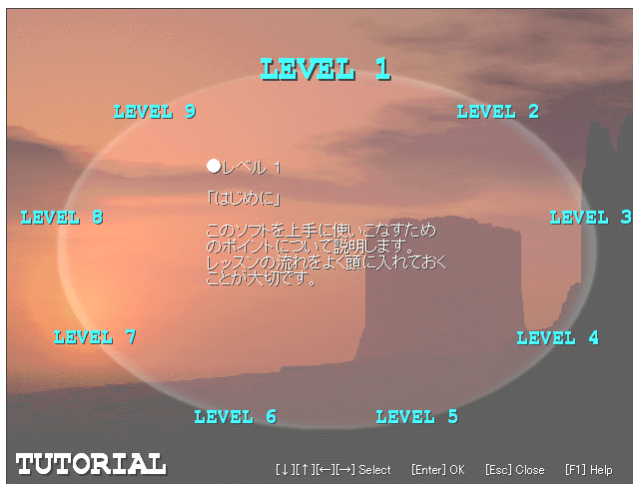 LEVEL 1
LEVEL 9
LEVEL 2
●レベル 1
「はじめに」
LEVEL 8
LEVEL 3
このソフトを上手に使いこなすため
のポイントについて説明します。
レッスンの流れをよく頭に入れておく
ことが大切です。
LEVEL 7
LEVEL 4
LEVEL 6
LEVEL 5
TUTORIAL
[↓][↑][←][→] Select [Enter] OK [Esc] Close [F1] Help